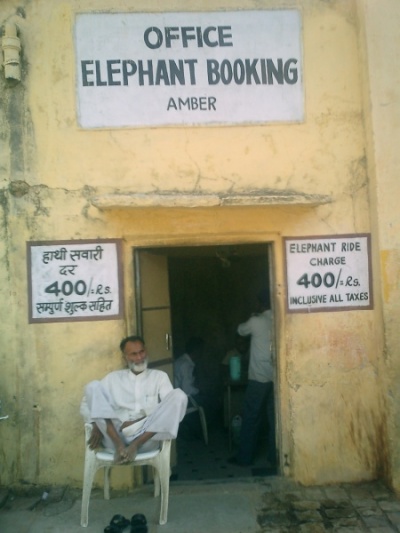 OFFICE
ELEPHANT BOOKING
AMBER
हाथी सवारी
दर
400/=Rs.
सम्पूर्ण शुल्क सहित
ELEPHANT RIDE
CHARGE
400/=Rs.
INCLUSIVE ALL TAXES